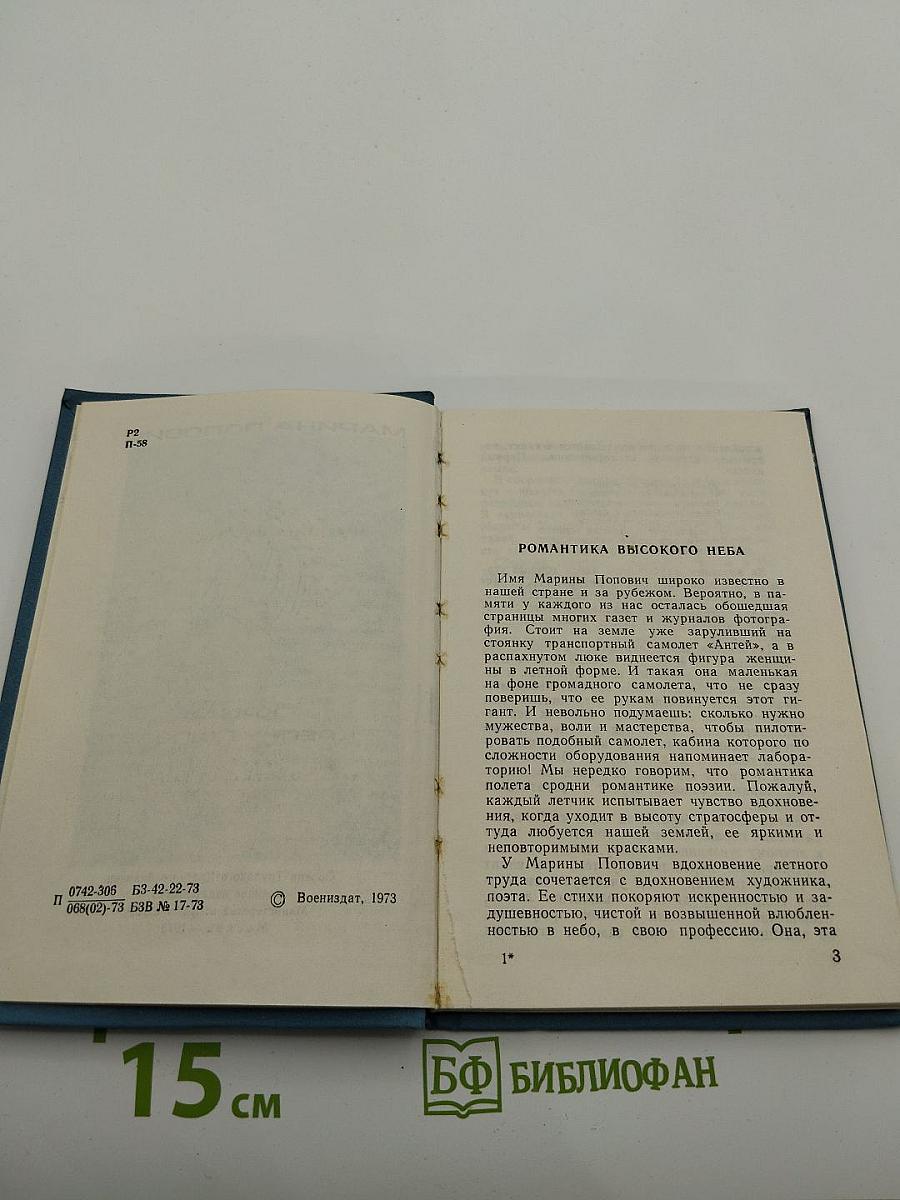 Р2
П-58
П 0742-306 БЗ-42-22-73
068(02)-73 БЗВ № 17-73
© Воениздат, 1973
РОМАНТИКА ВЫСОКОГО НЕБА
Имя Марины Попович широко известно в
нашей стране и за рубежом. Вероятно, в па-
мяти у каждого из нас осталась обошедшая
страницы многих газет и журналов фотогра-
фия. Стоит на земле уже заруливший на
стоянку транспортный самолет «Антей», а в
распахнутом люке виднеется фигура женщи-
ны в летной форме. И такая она маленькая
на фоне громадного самолета, что не сразу
поверишь, что ее рукам повинуется этот ги-
гант. И невольно подумаешь: сколько нужно
мужества, воли и мастерства, чтобы пилоти-
ровать подобный самолет, кабина которого по
сложности оборудования напоминает лабора-
торию! Мы нередко говорим, что романтика
полета сродни романтике поэзии. Пожалуй,
каждый летчик испытывает чувство вдохнове-
ния, когда уходит в высоту стратосферы и от-
туда любуется нашей землей, ее яркими и
неповторимыми красками.
У Марины Попович вдохновение летного
труда сочетается с вдохновением художника,
поэта. Ее стихи покоряют искренностью и за-
душевностью, чистой и возвышенной влюблен-
ностью в небо, в свою профессию. Она, эта
1*
3
15 см
БФ БИБЛИОФАН